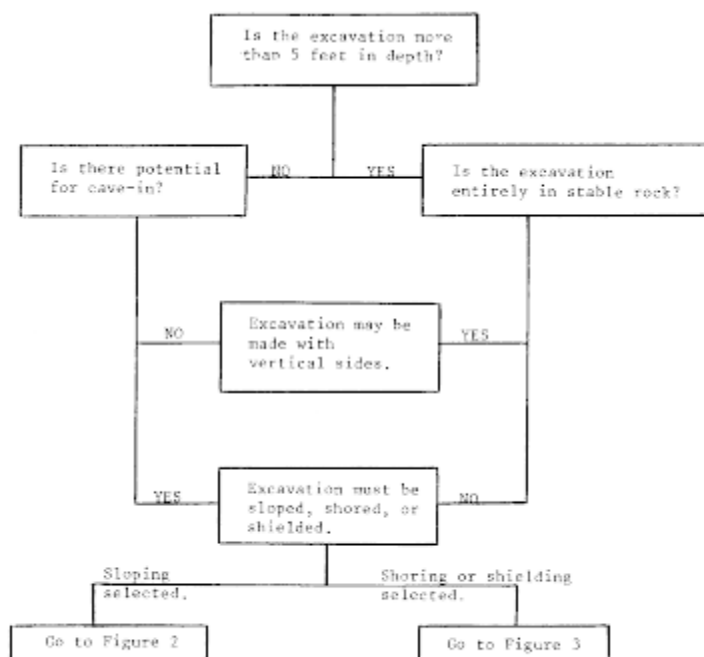 Is the excavation more
than 5 feet in depth?
Is there potential
for cave-in?
NO
YES
Is the excavation
entirely in stable rock?
NO
Excavation may be
made with
vertical sides.
YES
YES
Excavation must be
sloped, shored, or
shielded.
NO
Sloping
selected.
Shoring or shielding
selected.
Go to Figure 2
Go to Figure 3